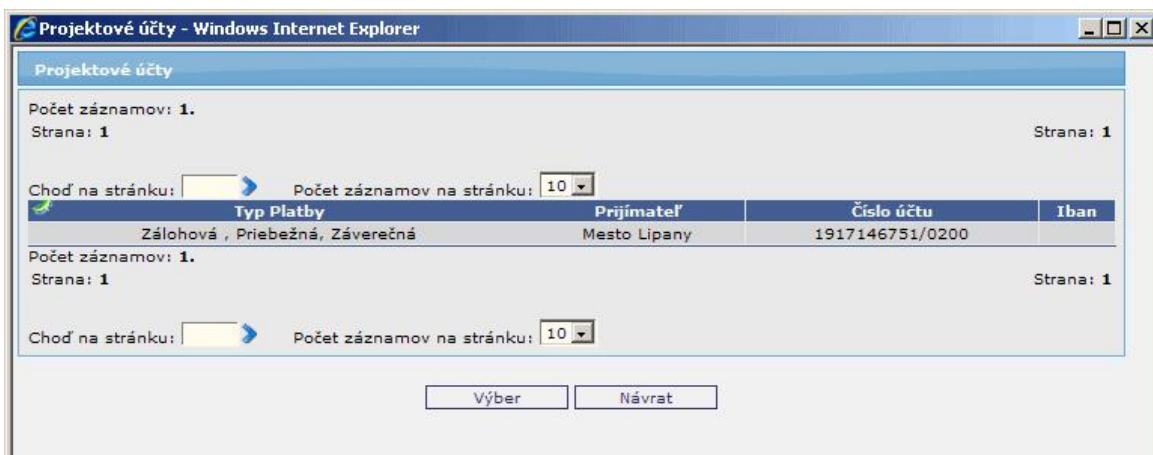 Projektové účty - Windows Internet Explorer
Projektové účty
Počet záznamov: 1.
Strana: 1 Strana: 1
Choď na stránku: Počet záznamov na stránku: 10
Typ Platby Prijímateľ Číslo účtu Iban
Zálohová , Priebežná, Záverečná Mesto Lipany 1917146751/0200
Počet záznamov: 1.
Strana: 1 Strana: 1
Choď na stránku: Počet záznamov na stránku: 10
Výber Návrat